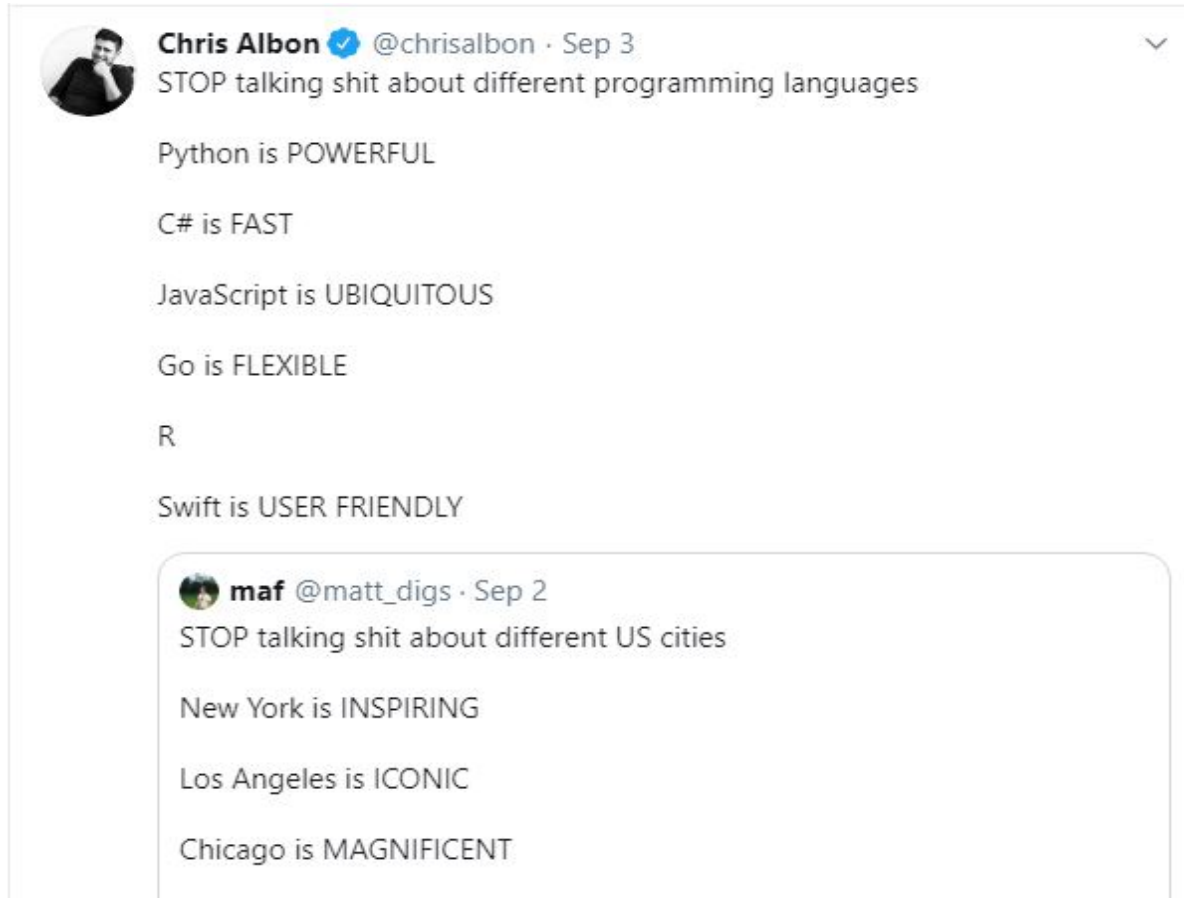 Chris Albon @chrisalbon · Sep 3
STOP talking shit about different programming languages
Python is POWERFUL
C# is FAST
JavaScript is UBIQUITOUS
Go is FLEXIBLE
R
Swift is USER FRIENDLY
maf @matt_digs · Sep 2
STOP talking shit about different US cities
New York is INSPIRING
Los Angeles is ICONIC
Chicago is MAGNIFICENT